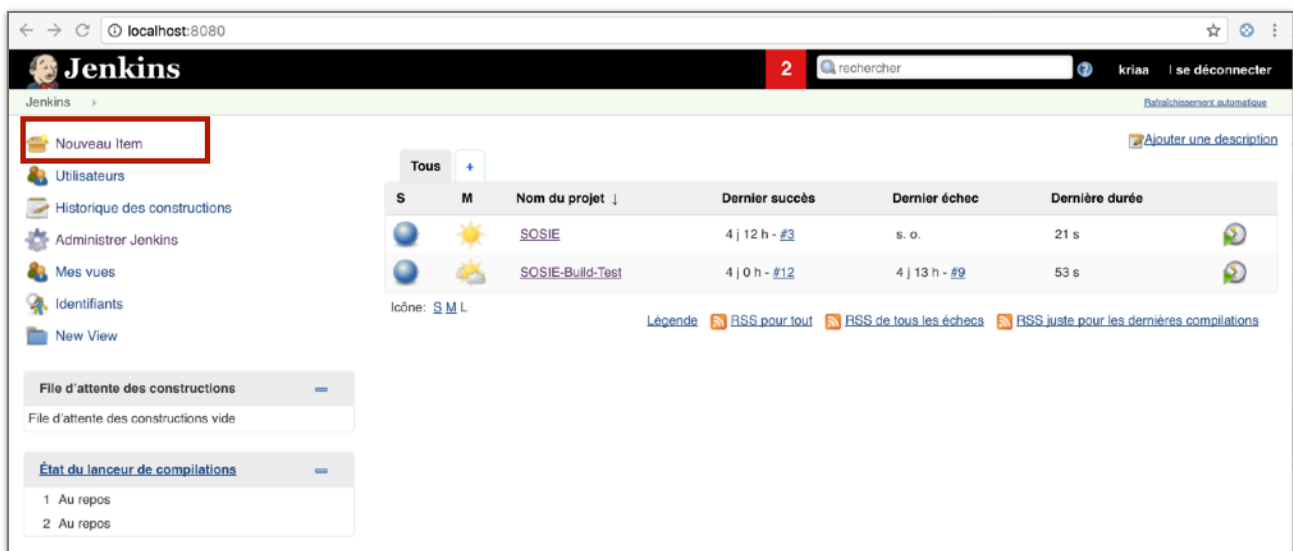 localhost:8080
Jenkins
2
rechercher
kriaa | se déconnecter
Jenkins
Rafraîchissement automatique
Nouveau Item
Utilisateurs
Historique des constructions
Administrer Jenkins
Mes vues
Identifiants
New View
File d'attente des constructions
File d'attente des constructions vide
État du lanceur de compilations
1 Au repos
2 Au repos
Ajouter une description
Tous +
S M Nom du projet ↓ Dernier succès Dernier échec Dernière durée
SOSIE 4 j 12 h - #3 s. o. 21 s
SOSIE-Build-Test 4 j 0 h - #12 4 j 13 h - #9 53 s
Icône: S M L
Légende RSS pour tout RSS de tous les échecs RSS juste pour les dernières compilations